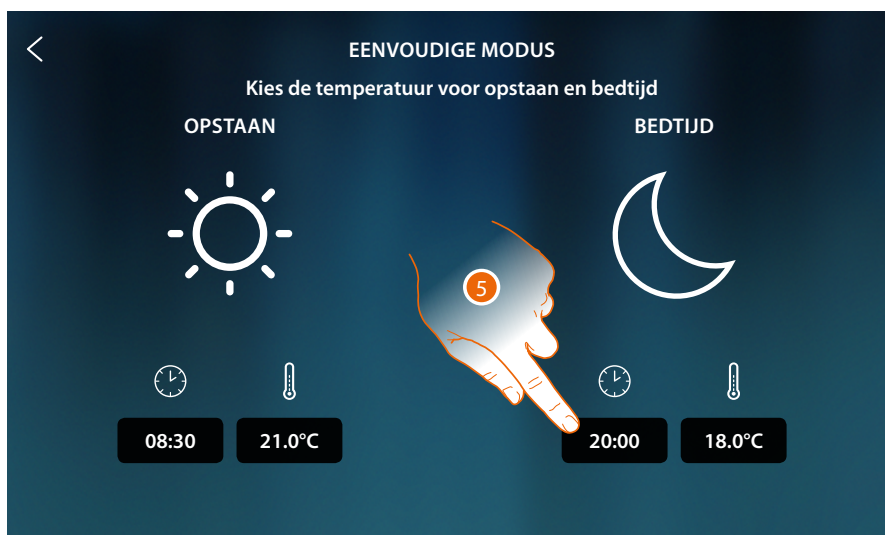 EENVOUDIGE MODUS
Kies de temperatuur voor opstaan en bedtijd
OPSTAAN
BEDTIJD
5
08:30
21.0°C
20:00
18.0°C